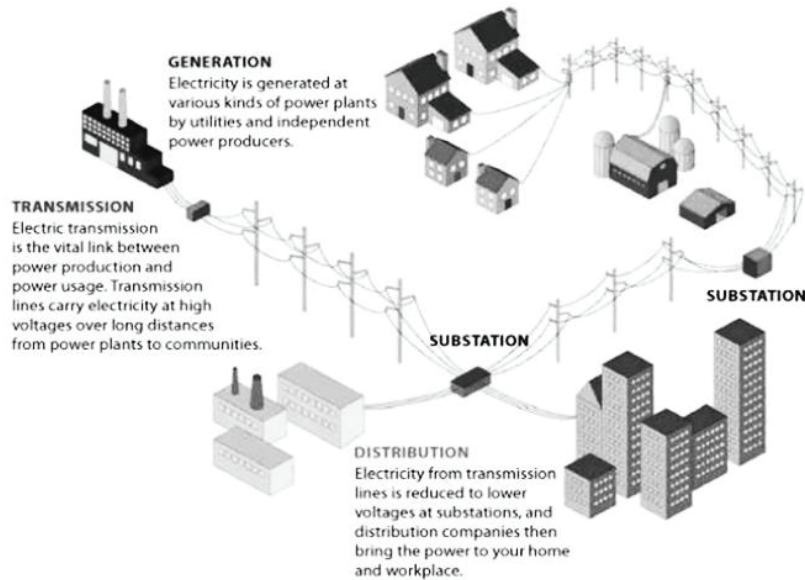 GENERATION
Electricity is generated at
various kinds of power plants
by utilities and independent
power producers.
TRANSMISSION
Electric transmission
is the vital link between
power production and
power usage. Transmission
lines carry electricity at high
voltages over long distances
from power plants to communities.
SUBSTATION
SUBSTATION
DISTRIBUTION
Electricity from transmission
lines is reduced to lower
voltages at substations, and
distribution companies then
bring the power to your home
and workplace.